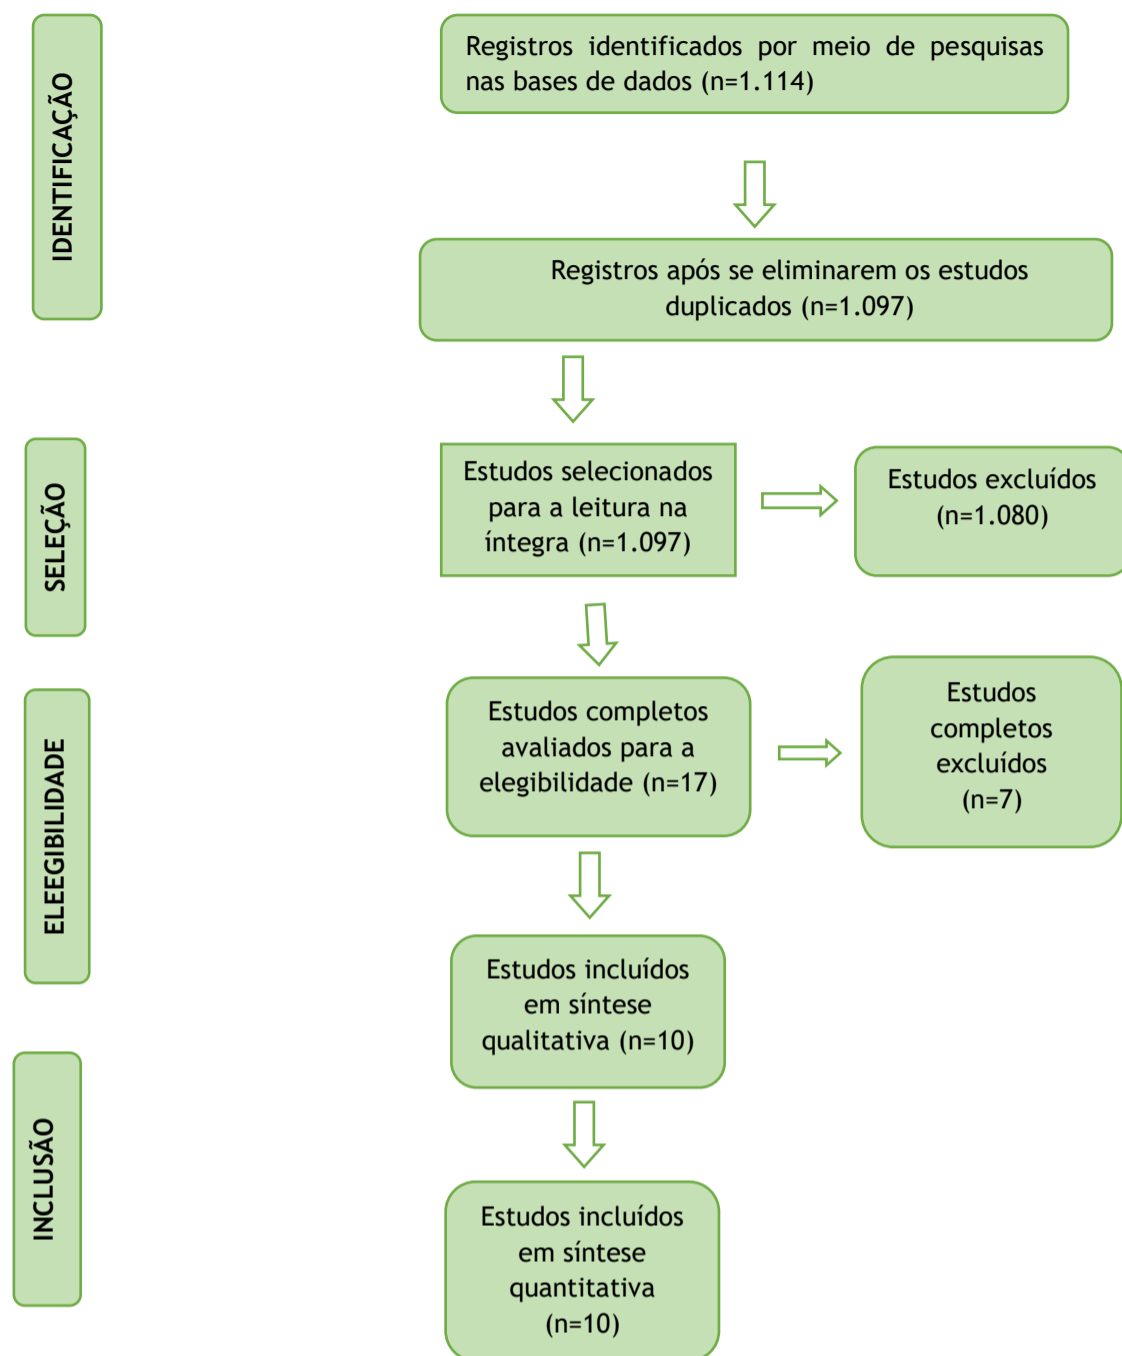 IDENTIFICAÇÃO
Registros identificados por meio de pesquisas
nas bases de dados (n=1.114)
Registros após se eliminarem os estudos
duplicados (n=1.097)
SELEÇÃO
Estudos selecionados
para a leitura na
íntegra (n=1.097)
Estudos excluídos
(n=1.080)
ELEEGIBILIDADE
Estudos completos
avaliados para a
elegibilidade (n=17)
Estudos
completos
excluídos
(n=7)
Estudos incluídos
em síntese
qualitativa (n=10)
INCLUSÃO
Estudos incluídos
em síntese
quantitativa
(n=10)